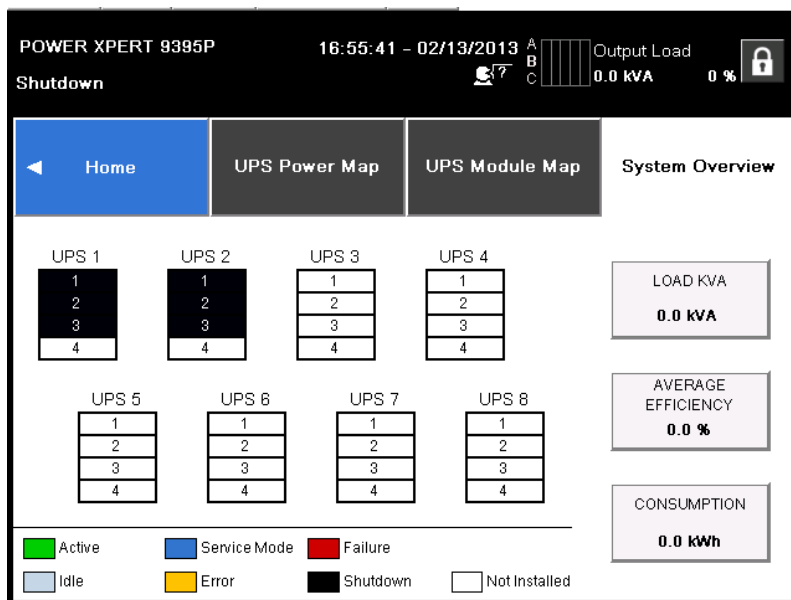 POWER XPERT 9395P
16:55:41 - 02/13/2013
A
B
C
Output Load
0.0 kVA 0 %
Shutdown
?
Home
UPS Power Map
UPS Module Map
System Overview
UPS 1
1
2
3
4
UPS 2
1
2
3
4
UPS 3
1
2
3
4
UPS 4
1
2
3
4
LOAD KVA
0.0 kVA
UPS 5
1
2
3
4
UPS 6
1
2
3
4
UPS 7
1
2
3
4
UPS 8
1
2
3
4
AVERAGE
EFFICIENCY
0.0 %
CONSUMPTION
0.0 kWh
Active
Service Mode
Failure
Idle
Error
Shutdown
Not Installed